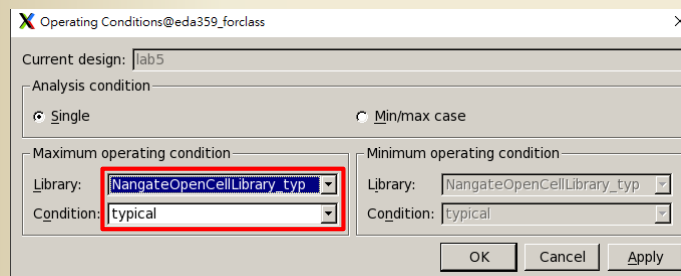 Operating Conditions@eda359_forclass
Current design: lab5
Analysis condition
Single Min/max case
Maximum operating condition Minimum operating condition
Library: NangateOpenCellLibrary_typ Library: NangateOpenCellLibrary_typ
Condition: typical Condition: typical
OK Cancel Apply